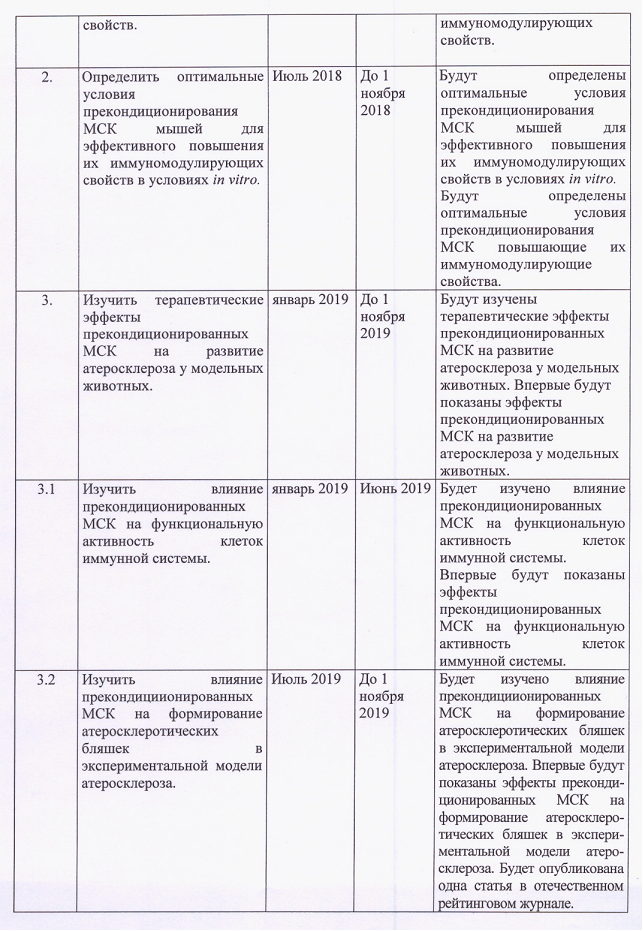 свойств.
иммуномодулирующих
свойств.
2.
Определить оптимальные
условия
прекондиционирования
МСК мышей для
эффективного повышения
их иммуномодулирующих
свойств в условиях in vitro.
Июль 2018
До 1
ноября
2018
Будут определены
оптимальные условия
прекондиционирования
МСК мышей для
эффективного повышения
их иммуномодулирующих
свойств в условиях in vitro.
Будут определены
оптимальные условия
прекондиционирования
МСК повышающие их
иммуномодулирующие
свойства.
3.
Изучить терапевтические
эффекты
прекондиционированных
МСК на развитие
атеросклероза у модельных
животных.
январь 2019
До 1
ноября
2019
Будут изучены
терапевтические эффекты
прекондиционированных
МСК на развитие
атеросклероза у модельных
животных. Впервые будут
показаны эффекты
прекондиционированных
МСК на развитие
атеросклероза у модельных
животных.
3.1
Изучить влияние
прекондиционированных
МСК на функциональную
активность клеток
иммунной системы.
январь 2019
Июнь 2019
Будет изучено влияние
прекондиционированных
МСК на функциональную
активность клеток
иммунной системы.
Впервые будут показаны
эффекты
прекондиционированных
МСК на функциональную
активность клеток
иммунной системы.
3.2
Изучить влияние
прекондициионированных
МСК на формирование
атеросклеротических
бляшек в
экспериментальной модели
атеросклероза.
Июль 2019
До 1
ноября
2019
Будет изучено влияние
прекондициионированных
МСК на формирование
атеросклеротических бляшек
в экспериментальной модели
атеросклероза. Впервые будут
показаны эффекты преконди-
ционированных МСК на
формирование атеросклеро-
тических бляшек в экспери-
ментальной модели атеро-
склероза. Будет опубликована
одна статья в отечественном
рейтинговом журнале.